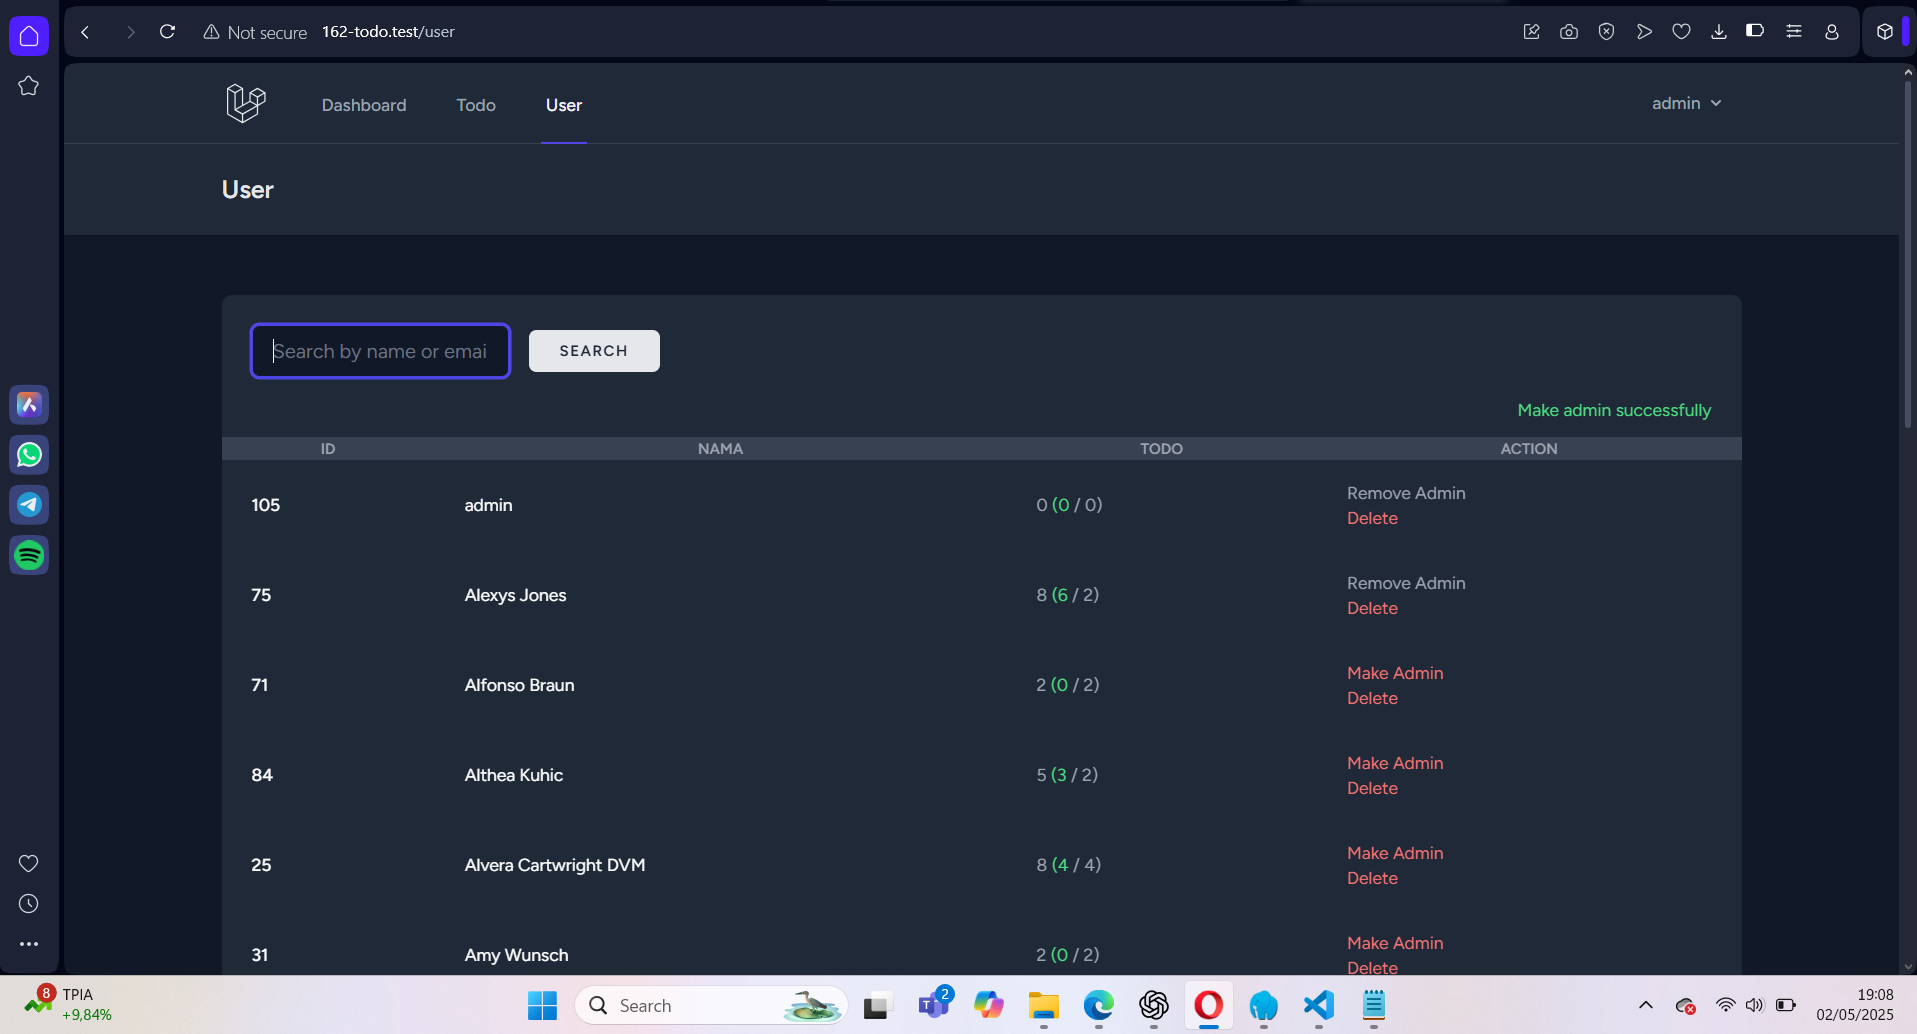 Not secure 162-todo.test/user
Dashboard Todo User admin
User
Search by name or emai SEARCH
Make admin successfully
ID NAMA TODO ACTION
105 admin 0 (0 / 0) Remove Admin
Delete
75 Alexys Jones 8 (6 / 2) Remove Admin
Delete
71 Alfonso Braun 2 (0 / 2) Make Admin
Delete
84 Althea Kuhic 5 (3 / 2) Make Admin
Delete
25 Alvera Cartwright DVM 8 (4 / 4) Make Admin
Delete
31 Amy Wunsch 2 (0 / 2) Make Admin
Delete
8 TPIA
+9,84%
Search
T 2
19:08
02/05/2025